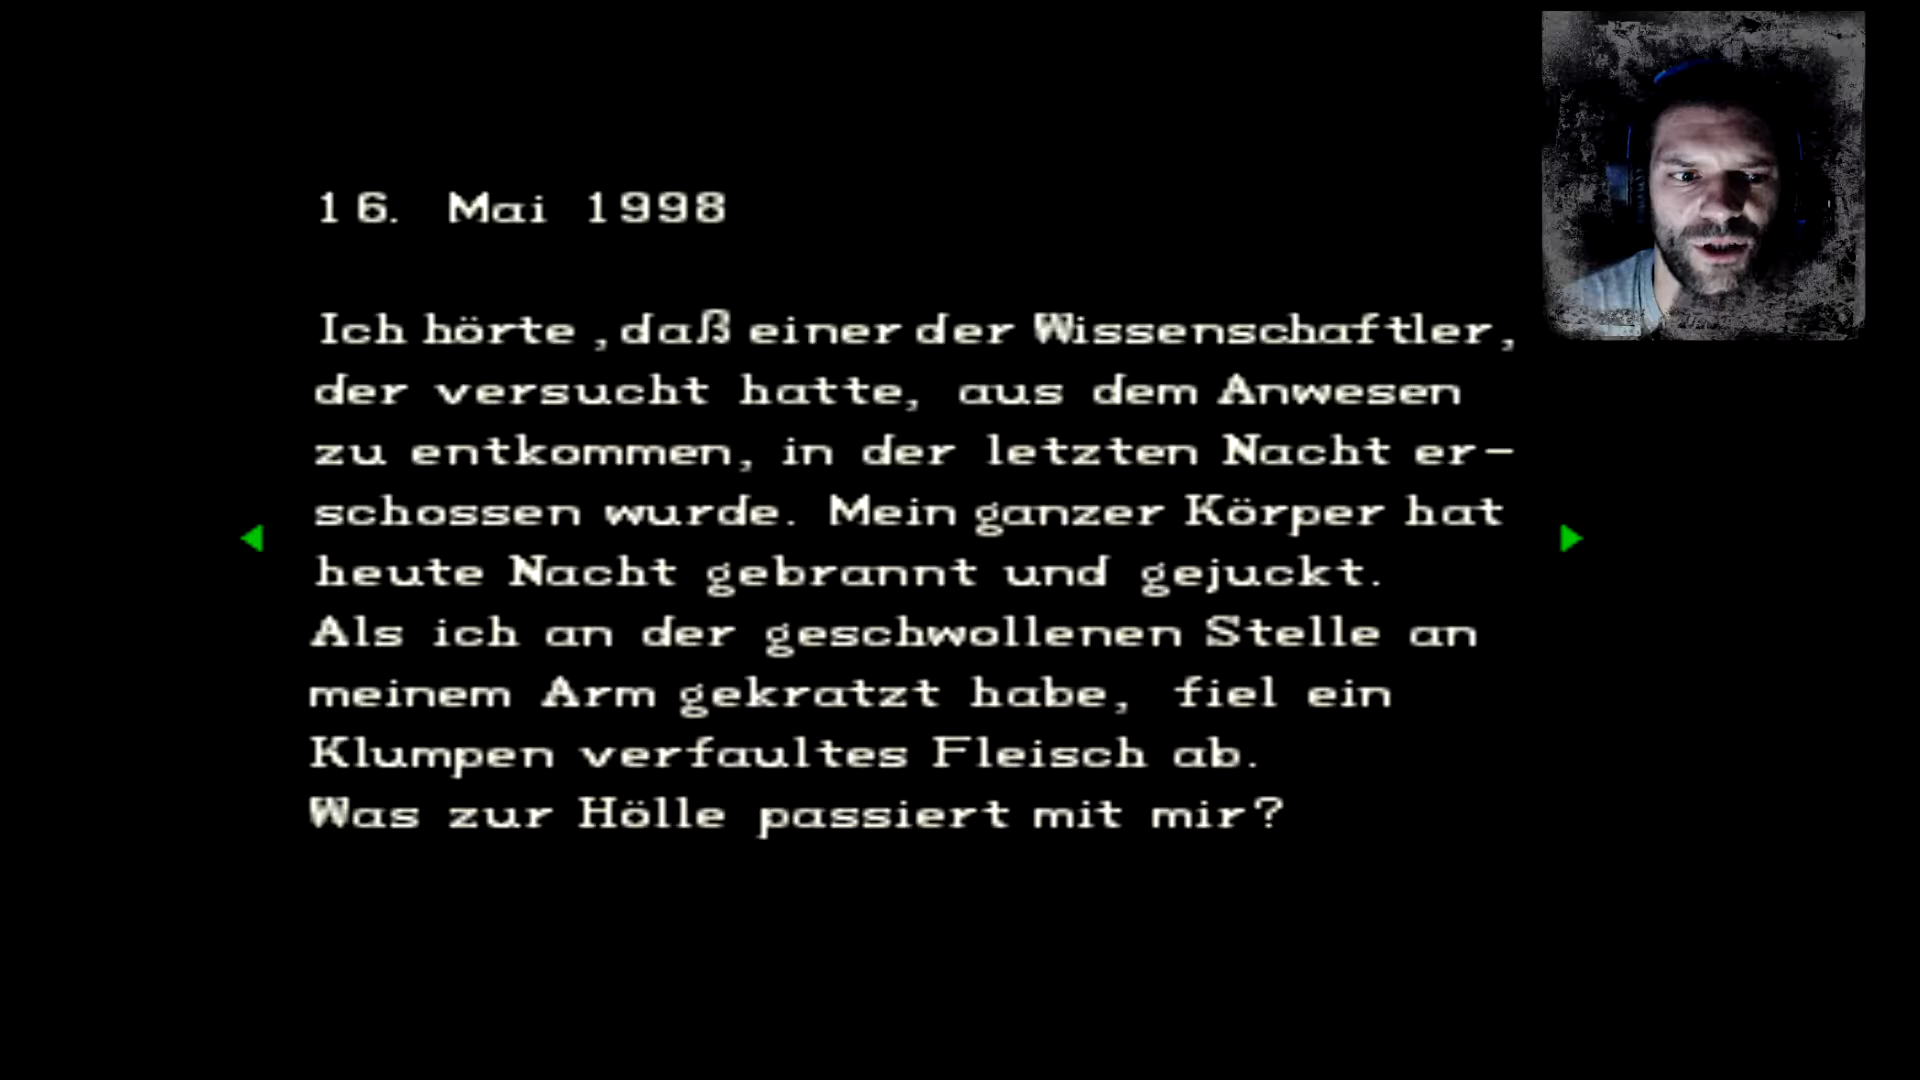 16. Mai 1998
Ich hörte, daß einer der Wissenschaftler,
der versucht hatte, aus dem Anwesen
zu entkommen, in der letzten Nacht er-
schossen wurde. Mein ganzer Körper hat
heute Nacht gebrannt und gejuckt.
Als ich an der geschwollenen Stelle an
meinem Arm gekratzt habe, fiel ein
Klumpen verfaultes Fleisch ab.
Was zur Hölle passiert mit mir?